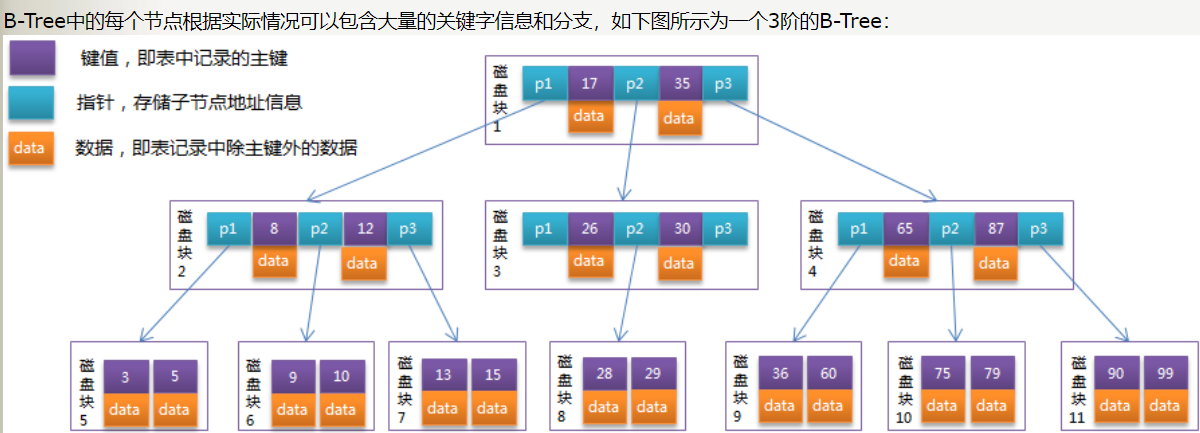 B-Tree中的每个节点根据实际情况可以包含大量的关键字信息和分支，如下图所示为一个3阶的B-Tree：
键值，即表中记录的主键
指针，存储子节点地址信息
data 数据，即表记录中除主键外的数据
磁盘块1 p1 17 p2 35 p3
data data
磁盘块2 p1 8 p2 12 p3
data data
磁盘块3 p1 26 p2 30 p3
data data
磁盘块4 p1 65 p2 87 p3
data data
磁盘块5 3 5
data data
磁盘块6 9 10
data data
磁盘块7 13 15
data data
磁盘块8 28 29
data data
磁盘块9 36 60
data data
磁盘块10 75 79
data data
磁盘块11 90 99
data data